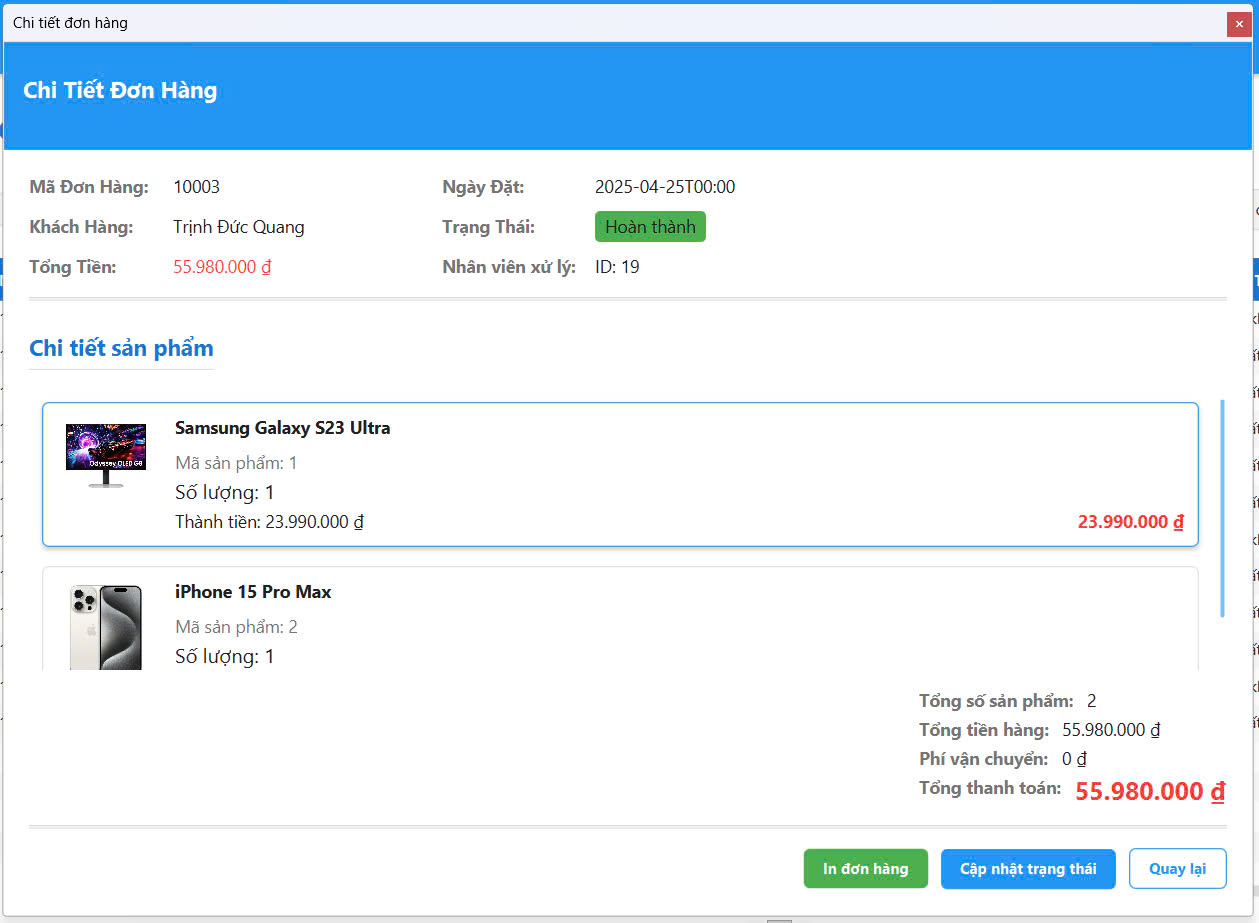 Chi tiết đơn hàng
Chi Tiết Đơn Hàng
Mã Đơn Hàng: 10003 Ngày Đặt: 2025-04-25T00:00
Khách Hàng: Trịnh Đức Quang Trạng Thái: Hoàn thành
Tổng Tiền: 55.980.000 ₫ Nhân viên xử lý: ID: 19
Chi tiết sản phẩm
Samsung Galaxy S23 Ultra
Odyssey OLED G8
Mã sản phẩm: 1
Số lượng: 1
Thành tiền: 23.990.000 ₫ 23.990.000 ₫
iPhone 15 Pro Max
Mã sản phẩm: 2
Số lượng: 1
Tổng số sản phẩm: 2
Tổng tiền hàng: 55.980.000 ₫
Phí vận chuyển: 0 ₫
Tổng thanh toán: 55.980.000 ₫
In đơn hàng Cập nhật trạng thái Quay lại